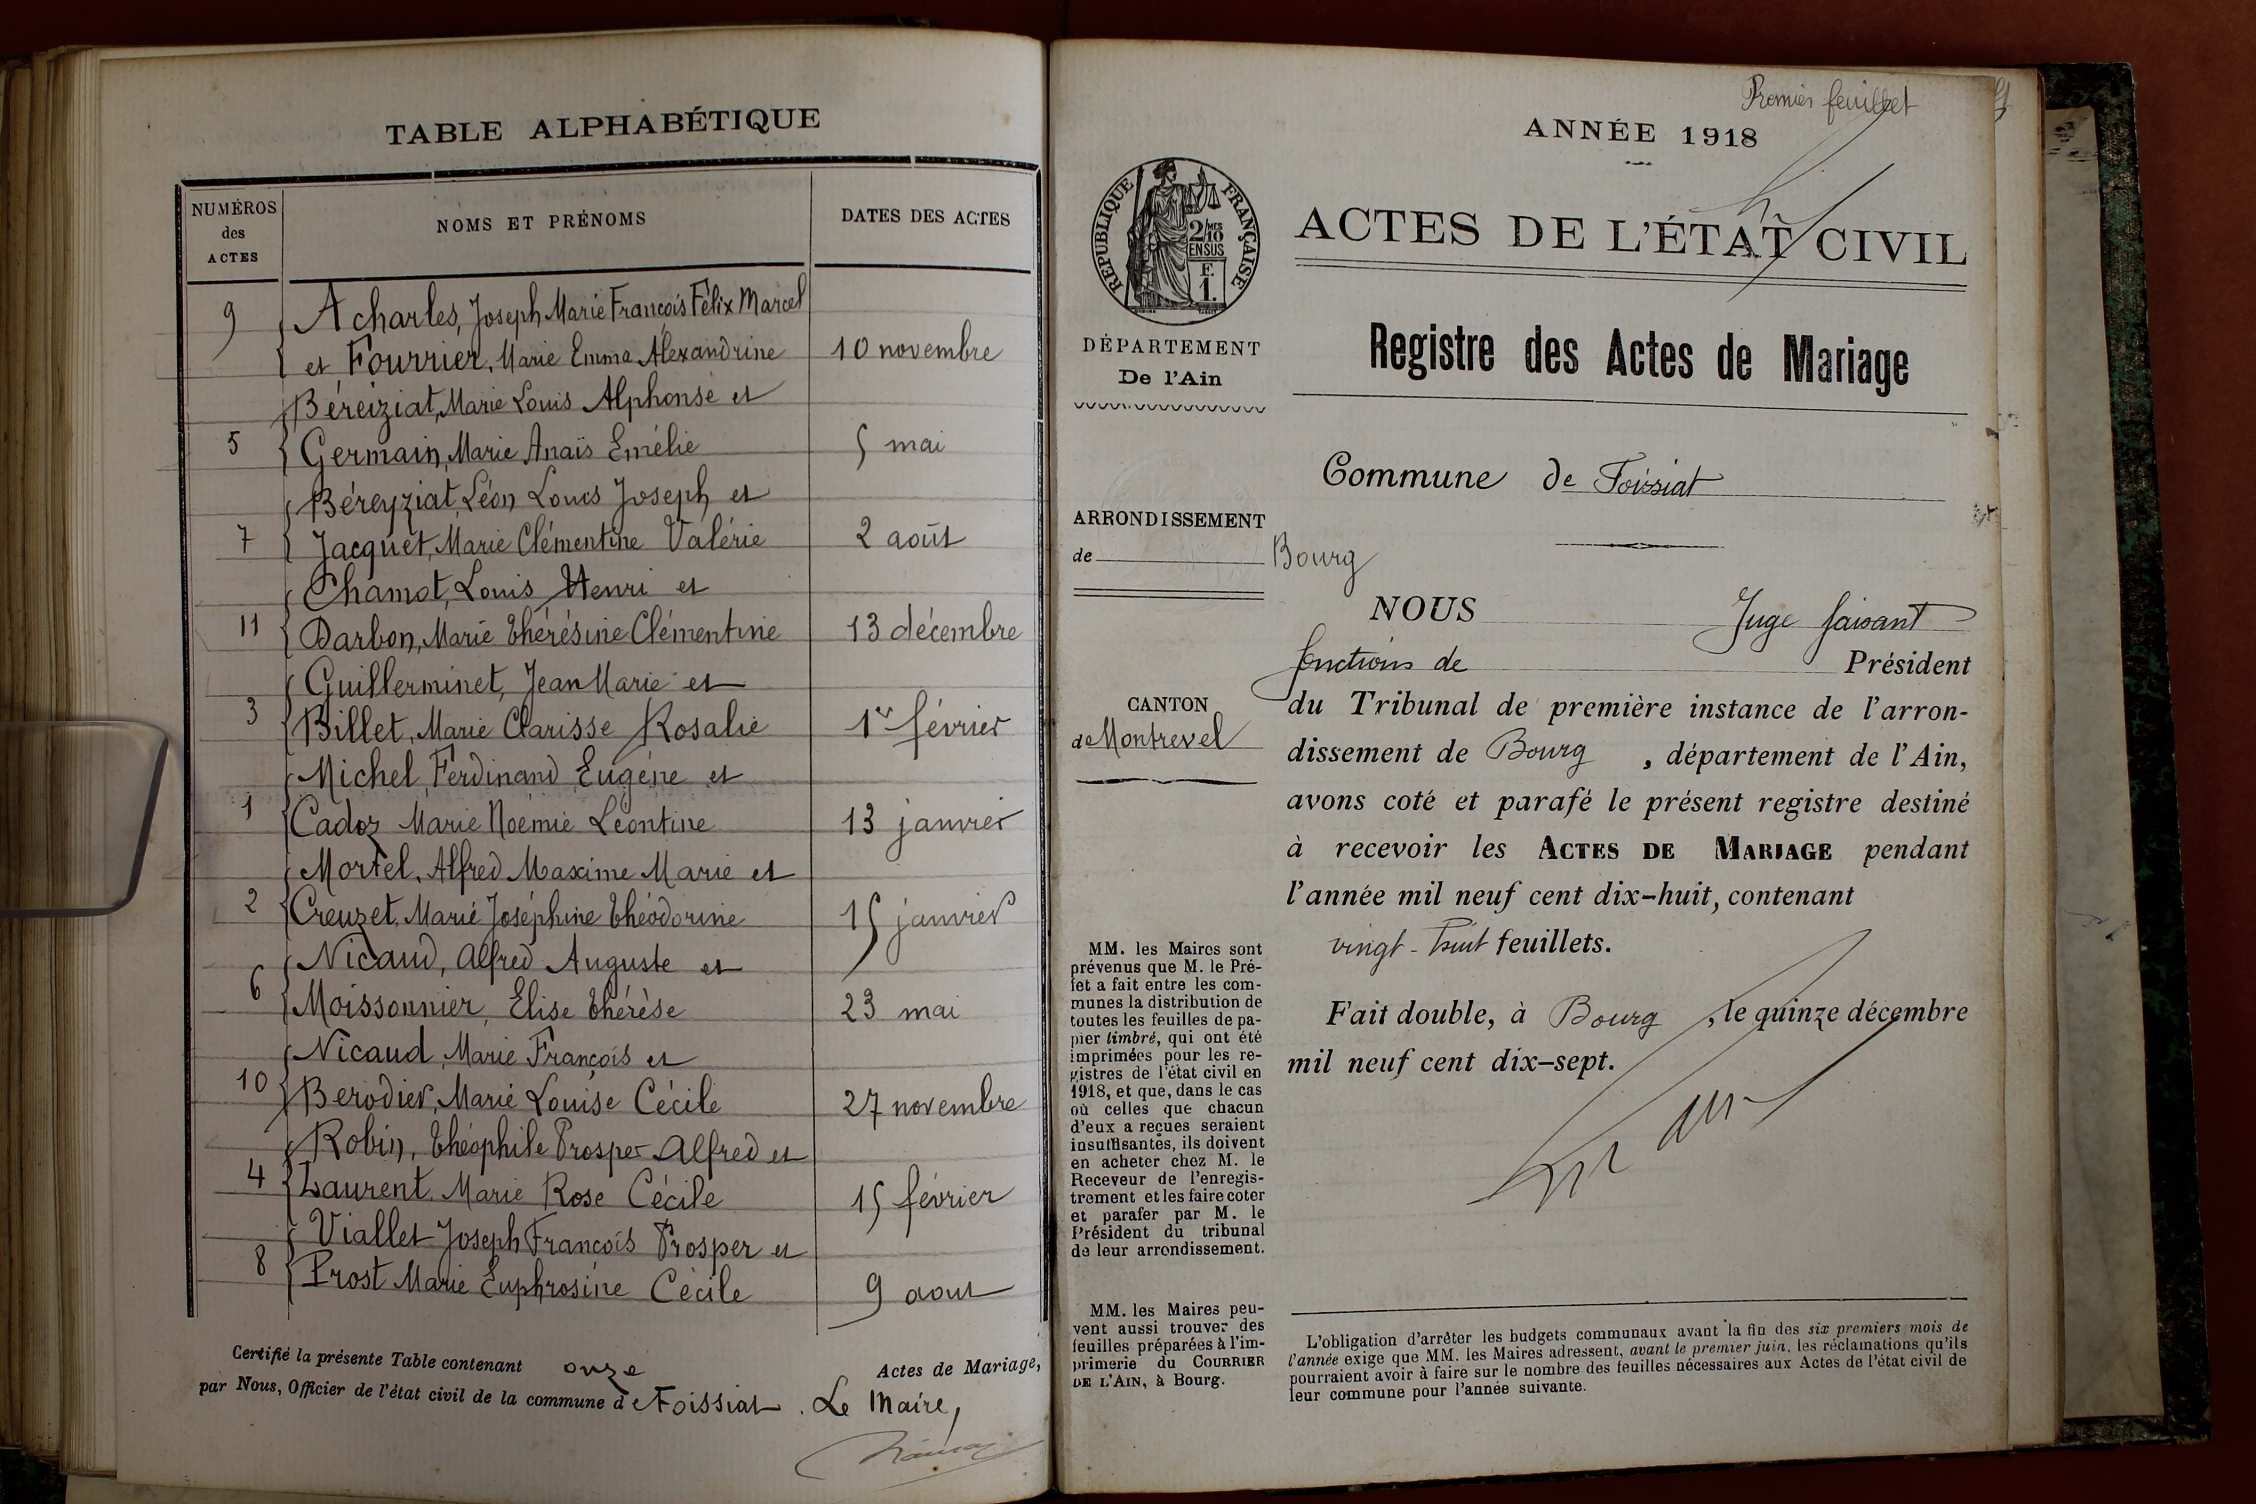 TABLE ALPHABÉTIQUE
NUMÉROS des ACTES
NOMS ET PRÉNOMS
DATES DES ACTES
9 Acharles, Joseph Marie François Félix Marcel
et Fourrier, Marie Emma Alexandrine 10 novembre
Béreiziat, Marie Louis Alphonse et
5 Germain, Marie Anaïs Emélie 5 mai
Béreyziat, Léon Louis Joseph et
7 Jacquet, Marie Clémentine Valérie 2 août
Chamot, Louis Henri et
11 Darbon, Marie Thérésine Clémentine 13 décembre
Guillerminet, Jean Marie et
3 Billet, Marie Clarisse Rosalie 1er février
Michel, Ferdinand Eugène et
1 Cadoz Marie Noémie Léontine 13 janvier
Mortel, Alfred Maxime Marie et
2 Creuzet, Marie Joséphine Théodorine 15 janvier
Nicaud, Alfred Auguste et
6 Moissonnier, Elise Thérèse 23 mai
Nicaud, Marie François et
10 Berodier, Marie Louise Cécile 27 novembre
Robin, Théophile Prosper Alfred et
4 Laurent, Marie Rose Cécile 15 février
Viallet Joseph François Prosper et
8 Prost Marie Euphrosine Cécile 9 aout
Certifié la présente Table contenant onze Actes de Mariage,
par Nous, Officier de l'état civil de la commune de Foissiat. Le Maire,
Premier feuillet
ANNÉE 1918
RÉPUBLIQUE FRANÇAISE
2/10MES
EN SUS
F.
1.
ACTES DE L'ÉTAT CIVIL
Registre des Actes de Mariage
DÉPARTEMENT
De l'Ain
Commune de Foissiat
ARRONDISSEMENT
de Bourg
CANTON
de Montrevel
NOUS Juge faisant
fonctions de Président
du Tribunal de première instance de l'arron-
dissement de Bourg, département de l'Ain,
avons coté et parafé le présent registre destiné
à recevoir les ACTES DE MARIAGE pendant
l'année mil neuf cent dix-huit, contenant
vingt-huit feuillets.
Fait double, à Bourg, le quinze décembre
mil neuf cent dix-sept.
MM. les Maires sont
prévenus que M. le Pré-
fet a fait entre les com-
munes la distribution de
toutes les feuilles de pa-
pier timbré, qui ont été
imprimées pour les re-
gistres de l'état civil en
1918, et que, dans le cas
où celles que chacun
d'eux a reçues seraient
insuffisantes, ils doivent
en acheter chez M. le
Receveur de l'enregis-
trement et les faire coter
et parafer par M. le
Président du tribunal
de leur arrondissement.
MM. les Maires peu-
vent aussi trouver des
feuilles préparées à l'im-
primerie du COURRIER
DE L'AIN, à Bourg.
L'obligation d'arrêter les budgets communaux avant la fin des six premiers mois de
l'année exige que MM. les Maires adressent, avant le premier juin, les réclamations qu'ils
pourraient avoir à faire sur le nombre des feuilles nécessaires aux Actes de l'état civil de
leur commune pour l'année suivante.